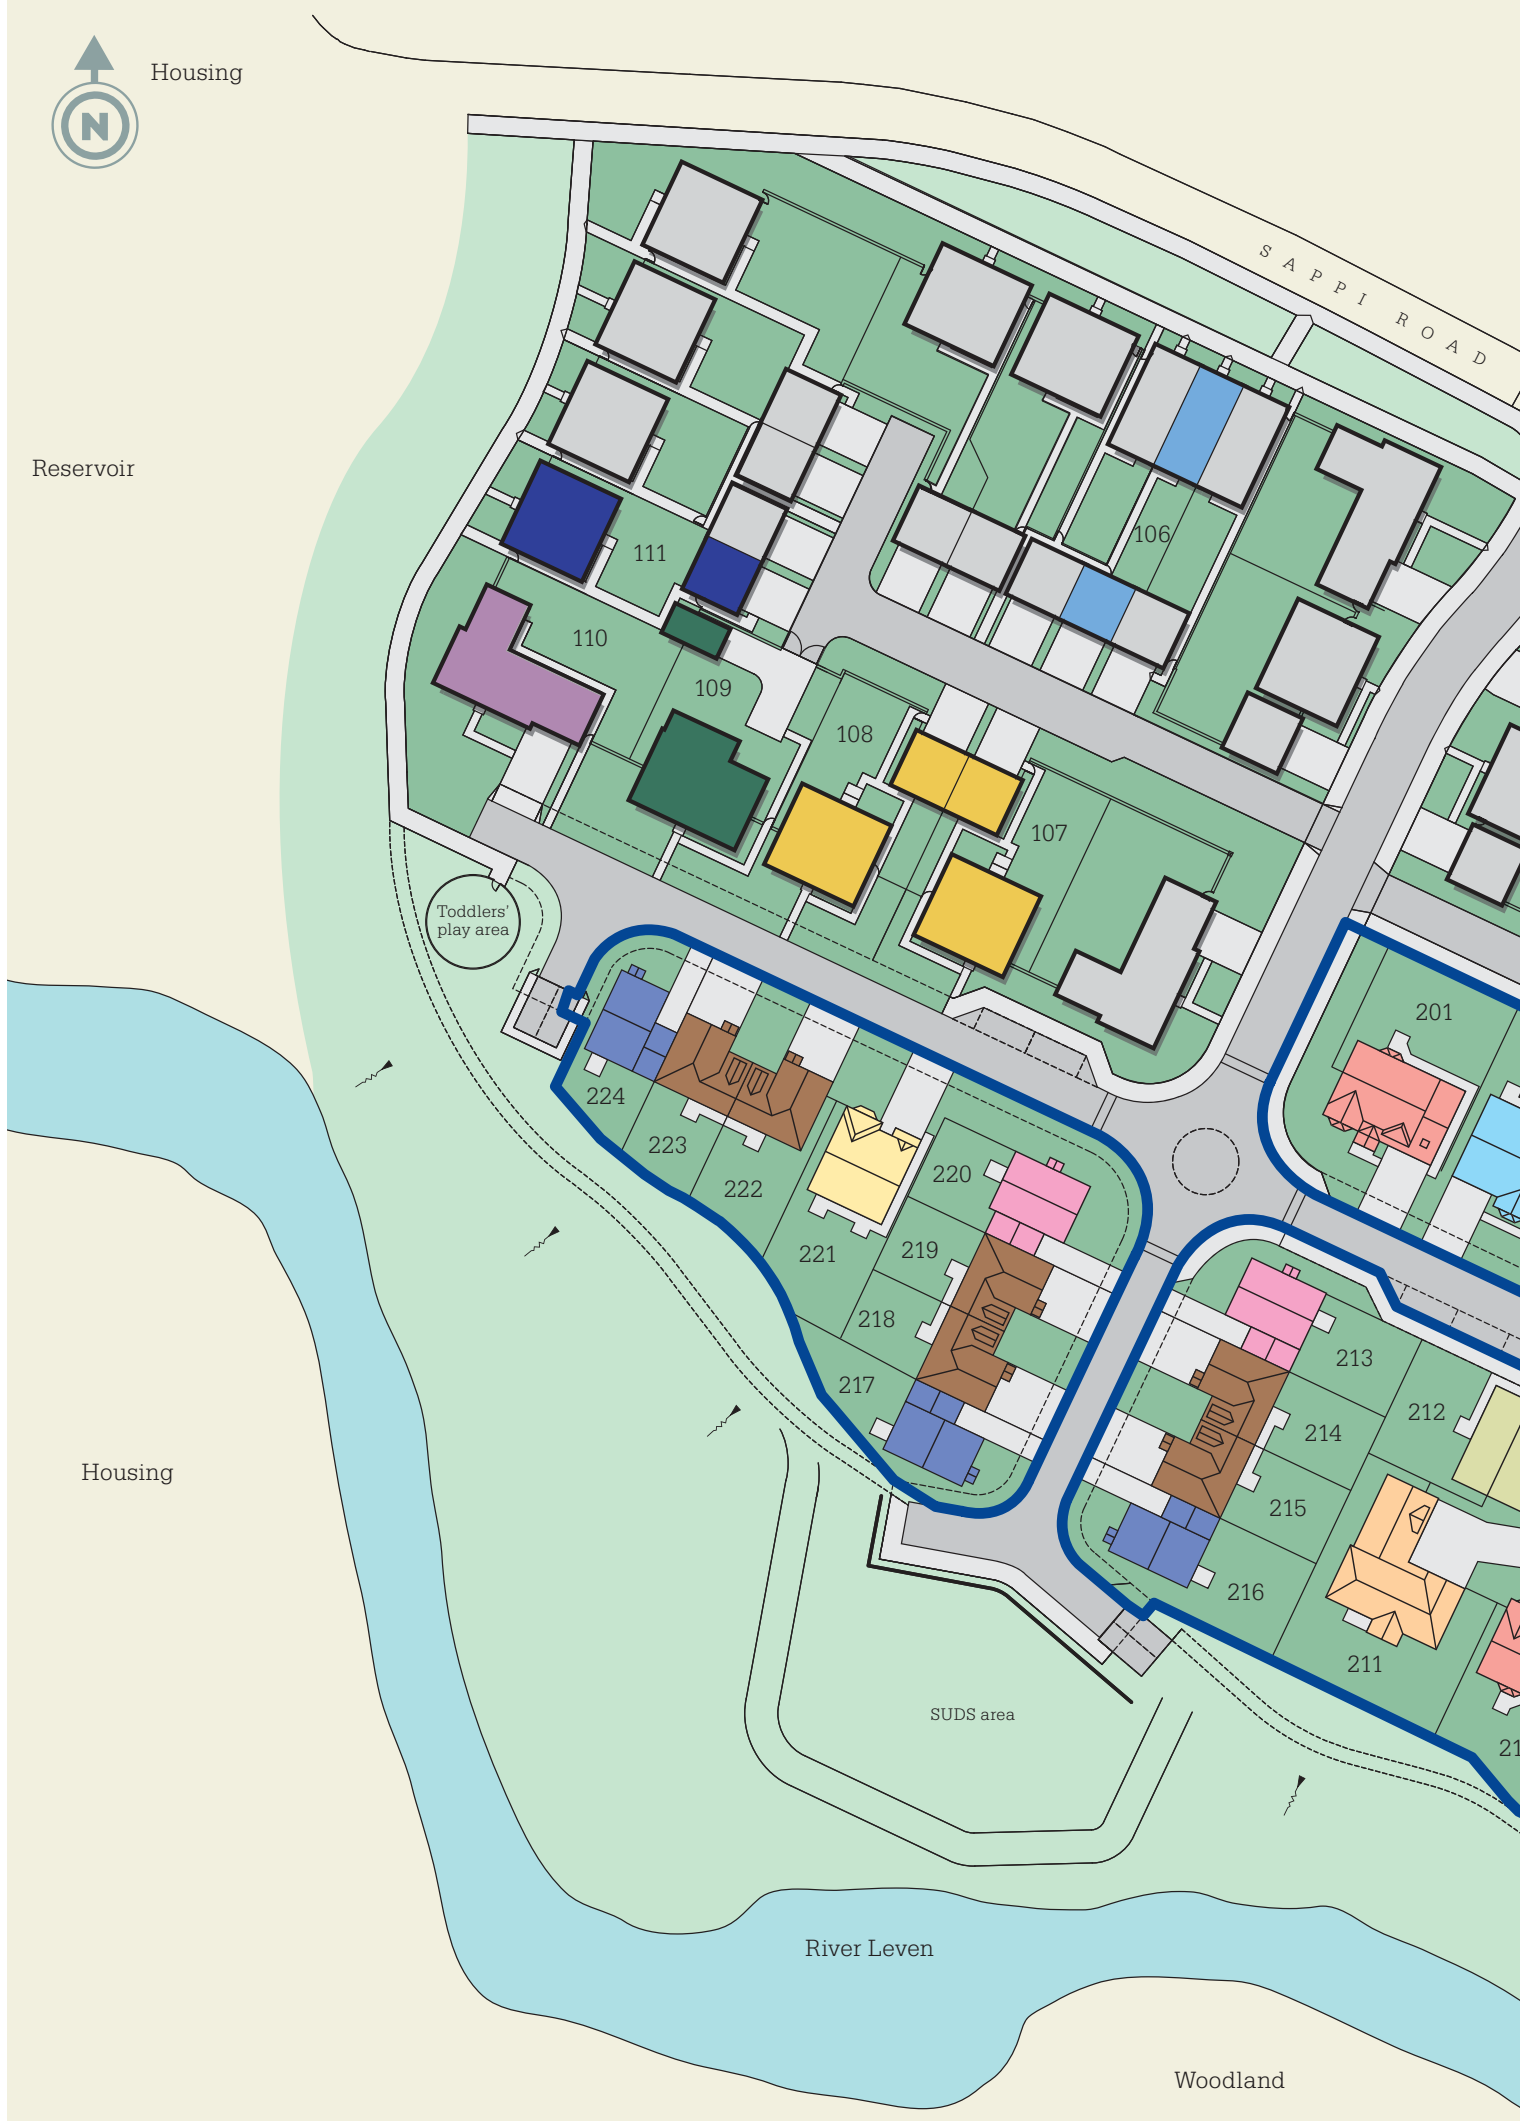 N
Housing
SAPPI ROAD
Reservoir
106
111
110
109
108
107
Toddlers'
play area
201
224
223
222
220
221
219
218
217
213
212
214
215
216
211
21
Housing
SUDS area
River Leven
Woodland